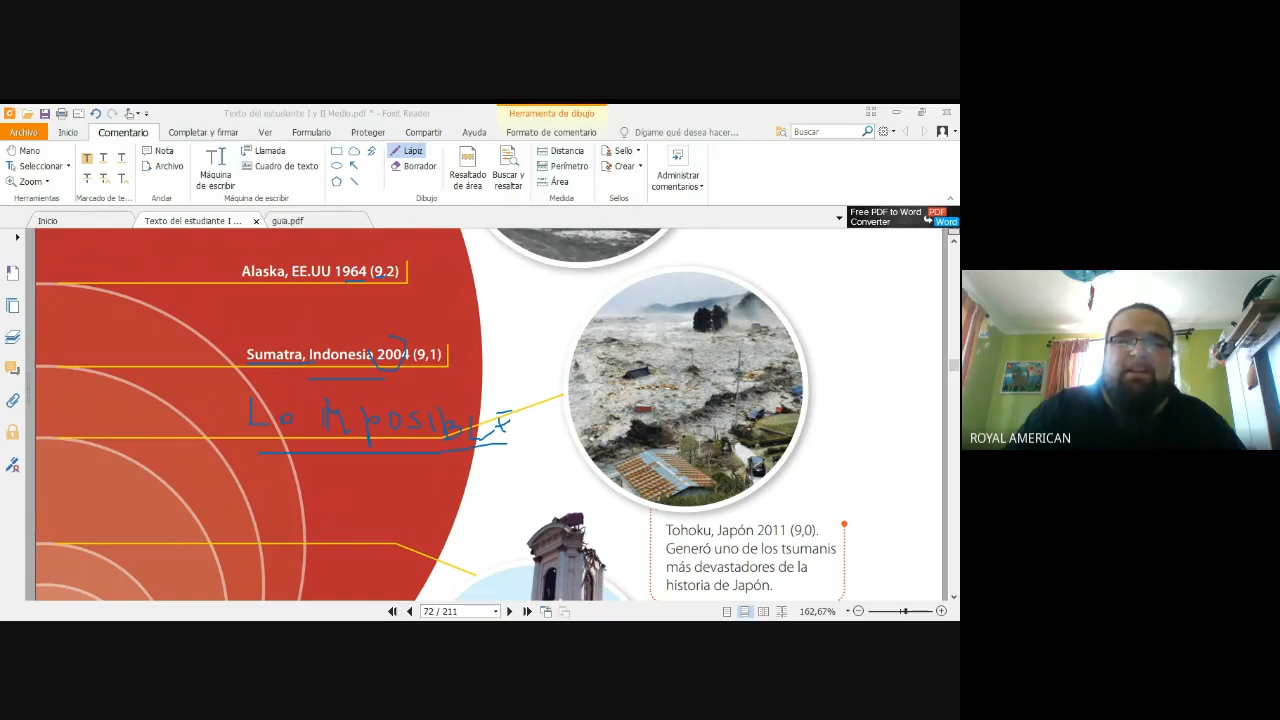 Texto del estudiante I y II Medio.pdf * - Foxit Reader
Herramienta de dibujo
Archivo
Inicio
Comentario
Completar y firmar
Ver
Formulario
Proteger
Compartir
Ayuda
Formato de comentario
Dígame qué desea hacer...
Buscar
Mano
Seleccionar
Zoom
Herramientas
T T T
T T T
Marcado de te...
Nota
Archivo
Anclar
Máquina
de escribir
Llamada
Cuadro de texto
Máquina de escribir
Lápiz
Borrador
Dibujo
Resaltado
de área
Buscar y
resaltar
Distancia
Perímetro
Área
Medida
Sello
Crear
Sellos
Administrar
comentarios
Inicio
Texto del estudiante I ...
guia.pdf
Free PDF to Word
Converter
PDF
Word
Alaska, EE.UU 1964 (9.2)
Sumatra, Indonesia 2004 (9,1)
Lo ImposiBLE
Tohoku, Japón 2011 (9,0).
Generó uno de los tsumanis
más devastadores de la
historia de Japón.
72 / 211
162,67%
ROYAL AMERICAN